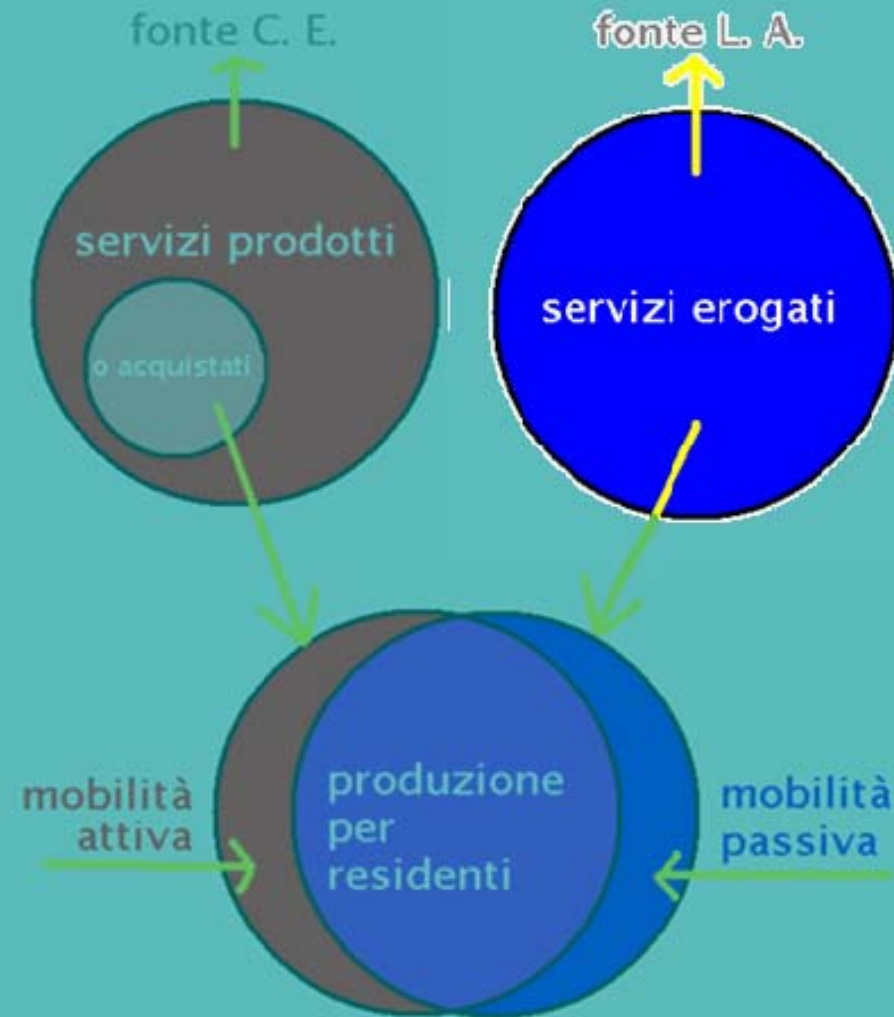 fonte C. E.
fonte L. A.
servizi prodotti
o acquistati
servizi erogati
mobilità
attiva
produzione
per
residenti
mobilità
passiva